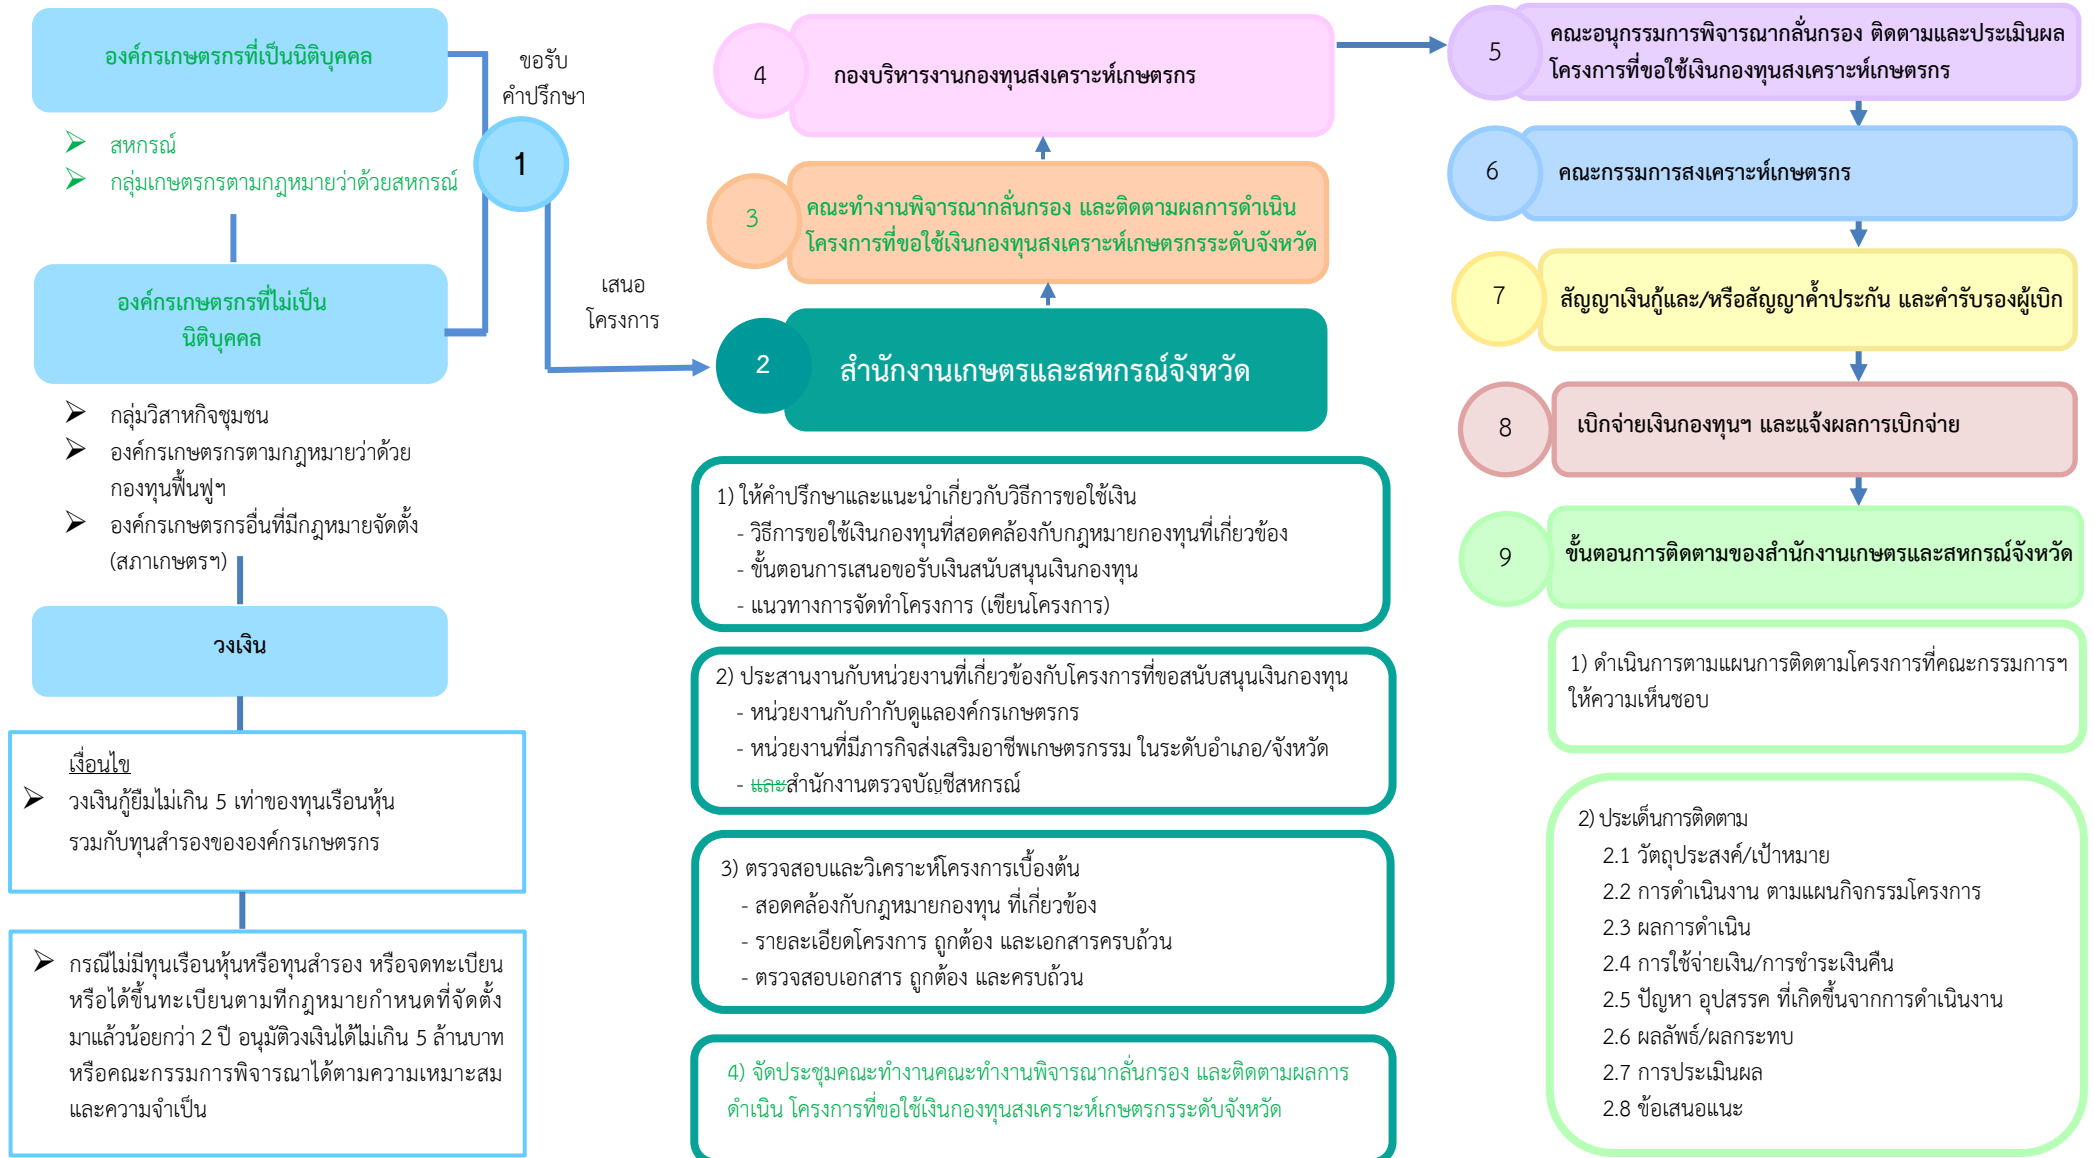 องค์กรเกษตรกรที่เป็นนิติบุคคล
สหกรณ์
กลุ่มเกษตรกรตามกฎหมายว่าด้วยสหกรณ์
องค์กรเกษตรกรที่ไม่เป็น
นิติบุคคล
กลุ่มวิสาหกิจชุมชน
องค์กรเกษตรกรตามกฎหมายว่าด้วย
กองทุนฟื้นฟูฯ
องค์กรเกษตรกรอื่นที่มีกฎหมายจัดตั้ง
(สภาเกษตรฯ)
วงเงิน
เงื่อนไข
วงเงินกู้ยืมไม่เกิน 5 เท่าของทุนเรือนหุ้น
รวมกับทุนสำรองขององค์กรเกษตรกร
กรณีไม่มีทุนเรือนหุ้นหรือทุนสำรอง หรือจดทะเบียน
หรือได้ขึ้นทะเบียนตามทีกฎหมายกำหนดที่จัดตั้ง
มาแล้วน้อยกว่า 2 ปี อนุมัติวงเงินได้ไม่เกิน 5 ล้านบาท
หรือคณะกรรมการพิจารณาได้ตามความเหมาะสม
และความจำเป็น
ขอรับ
คำปรึกษา
1
เสนอ
โครงการ
4
กองบริหารงานกองทุนสงเคราะห์เกษตรกร
3
คณะทำงานพิจารณากลั่นกรอง และติดตามผลการดำเนิน
โครงการที่ขอใช้เงินกองทุนสงเคราะห์เกษตรกรระดับจังหวัด
2
สำนักงานเกษตรและสหกรณ์จังหวัด
1) ให้คำปรึกษาและแนะนำเกี่ยวกับวิธีการขอใช้เงิน
- วิธีการขอใช้เงินกองทุนที่สอดคล้องกับกฎหมายกองทุนที่เกี่ยวข้อง
- ขั้นตอนการเสนอขอรับเงินสนับสนุนเงินกองทุน
- แนวทางการจัดทำโครงการ (เขียนโครงการ)
2) ประสานงานกับหน่วยงานที่เกี่ยวข้องกับโครงการที่ขอสนับสนุนเงินกองทุน
- หน่วยงานกับกำกับดูแลองค์กรเกษตรกร
- หน่วยงานที่มีภารกิจส่งเสริมอาชีพเกษตรกรรม ในระดับอำเภอ/จังหวัด
- และสำนักงานตรวจบัญชีสหกรณ์
3) ตรวจสอบและวิเคราะห์โครงการเบื้องต้น
- สอดคล้องกับกฎหมายกองทุน ที่เกี่ยวข้อง
- รายละเอียดโครงการ ถูกต้อง และเอกสารครบถ้วน
- ตรวจสอบเอกสาร ถูกต้อง และครบถ้วน
4) จัดประชุมคณะทำงานคณะทำงานพิจารณากลั่นกรอง และติดตามผลการ
ดำเนิน โครงการที่ขอใช้เงินกองทุนสงเคราะห์เกษตรกรระดับจังหวัด
5
คณะอนุกรรมการพิจารณากลั่นกรอง ติดตามและประเมินผล
โครงการที่ขอใช้เงินกองทุนสงเคราะห์เกษตรกร
6
คณะกรรมการสงเคราะห์เกษตรกร
7
สัญญาเงินกู้และ/หรือสัญญาค้ำประกัน และคำรับรองผู้เบิก
8
เบิกจ่ายเงินกองทุนฯ และแจ้งผลการเบิกจ่าย
9
ขั้นตอนการติดตามของสำนักงานเกษตรและสหกรณ์จังหวัด
1) ดำเนินการตามแผนการติดตามโครงการที่คณะกรรมการฯ
ให้ความเห็นชอบ
2) ประเด็นการติดตาม
2.1 วัตถุประสงค์/เป้าหมาย
2.2 การดำเนินงาน ตามแผนกิจกรรมโครงการ
2.3 ผลการดำเนิน
2.4 การใช้จ่ายเงิน/การชำระเงินคืน
2.5 ปัญหา อุปสรรค ที่เกิดขึ้นจากการดำเนินงาน
2.6 ผลลัพธ์/ผลกระทบ
2.7 การประเมินผล
2.8 ข้อเสนอแนะ